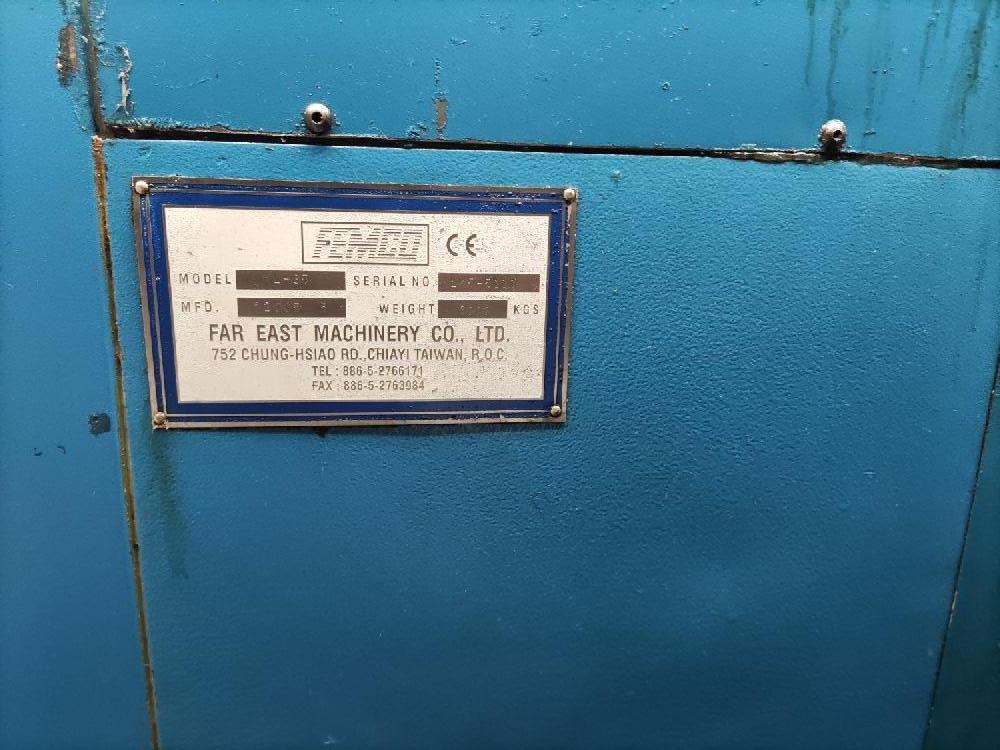 FEMCO CE
MODEL SERIAL NO.
MFD. WEIGHT KGS
FAR EAST MACHINERY CO., LTD.
752 CHUNG-HSIAO RD.,CHIAYI TAIWAN, R.O.C.
TEL : 886-5-2766171
FAX : 886-5-2763984